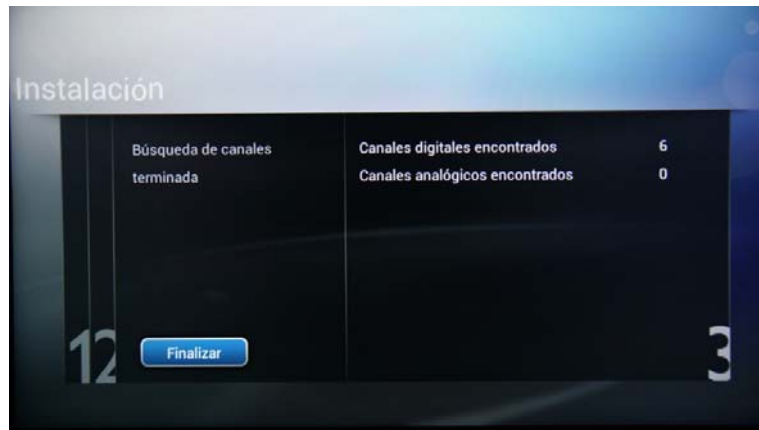 Instalación
Búsqueda de canales
terminada
Canales digitales encontrados 6
Canales analógicos encontrados 0
12
Finalizar
3